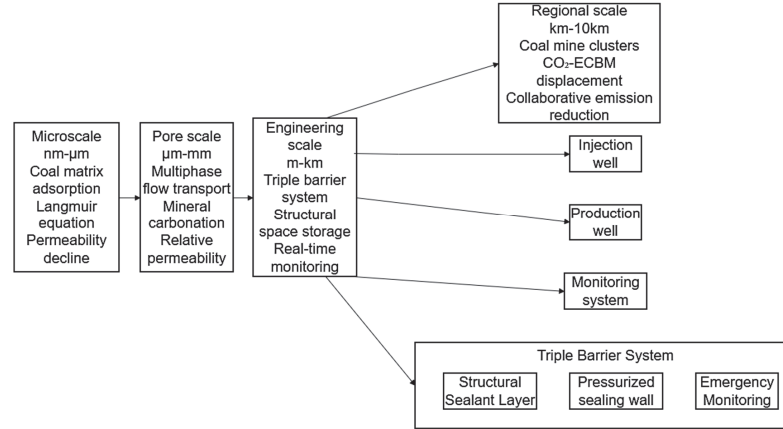 Microscale
nm-μm
Coal matrix
adsorption
Langmuir
equation
Permeability
decline
Pore scale
μm-mm
Multiphase
flow transport
Mineral
carbonation
Relative
permeability
Engineering
scale
m-km
Triple barrier
system
Structural
space storage
Real-time
monitoring
Regional scale
km-10km
Coal mine clusters
CO₂-ECBM
displacement
Collaborative emission
reduction
Injection
well
Production
well
Monitoring
system
Triple Barrier System
Structural
Sealant Layer
Pressurized
sealing wall
Emergency
Monitoring